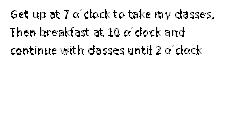 Get up at 7 o'clock to take my classes.
Then breakfast at 10 o'clock and
continue with classes until 2 o'clock